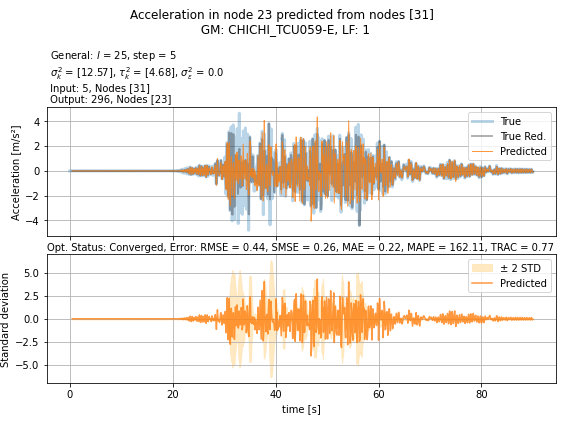 Acceleration in node 23 predicted from nodes [31]
GM: CHICHI_TCU059-E, LF: 1
General: l = 25, step = 5
σ²ₖ = [12.57], τ²ₖ = [4.68], σ²ε = 0.0
Input: 5, Nodes [31]
Output: 296, Nodes [23]
Acceleration [m/s²]
4
2
0
−2
−4
True
True Red.
Predicted
Opt. Status: Converged, Error: RMSE = 0.44, SMSE = 0.26, MAE = 0.22, MAPE = 162.11, TRAC = 0.77
Standard deviation
5.0
2.5
0.0
−2.5
−5.0
± 2 STD
Predicted
0 20 40 60 80
time [s]